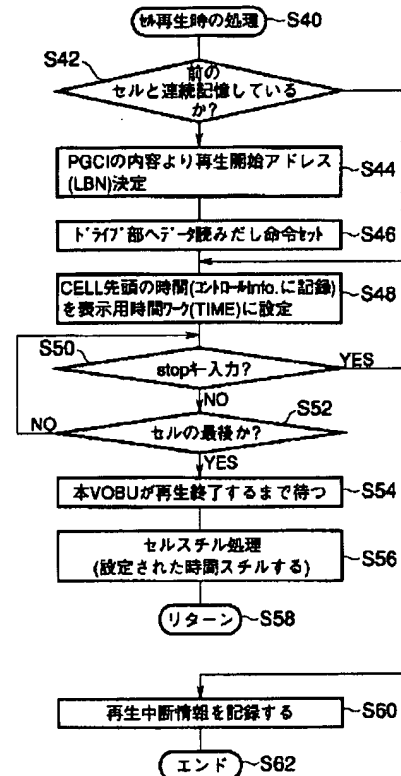 ｾﾙ再生時の処理
S40
S42
前の
セルと連続記憶している
か?
PGCIの内容より再生開始アドレス
(LBN)決定
S44
ﾄﾞﾗｲﾌﾞ部へﾃﾞｰﾀ読みだし命令ｾｯﾄ
S46
CELL先頭の時間(ｺﾝﾄﾛｰﾙInfo.に記録)
を表示用時間ワーク(TIME)に設定
S48
S50
stopｷｰ入力?
YES
NO
S52
NO
セルの最後か?
YES
本VOBUが再生終了するまで待つ
S54
セルスチル処理
(設定された時間スチルする)
S56
リターン
S58
再生中断情報を記録する
S60
エンド
S62